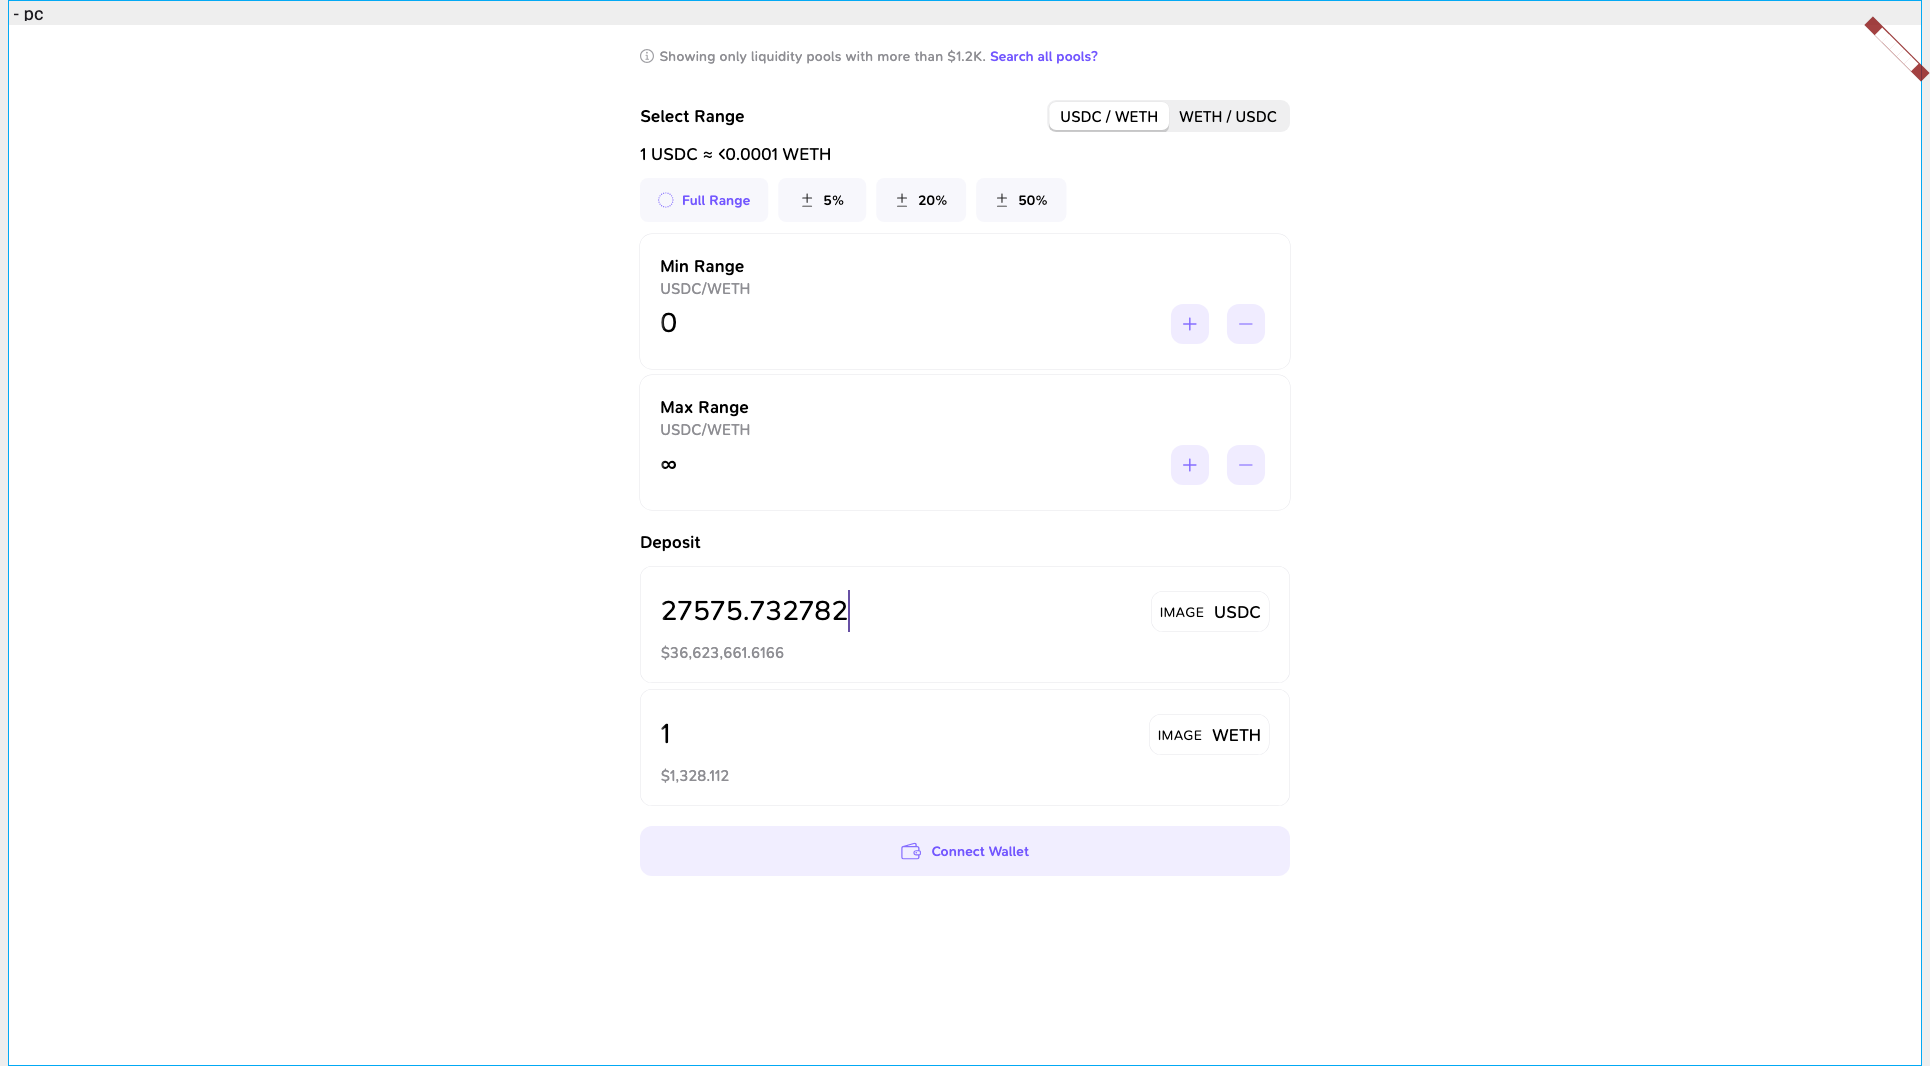 - pc
Showing only liquidity pools with more than $1.2K. Search all pools?
Select Range
USDC / WETH WETH / USDC
1 USDC ≈ <0.0001 WETH
Full Range ± 5% ± 20% ± 50%
Min Range
USDC/WETH
0
Max Range
USDC/WETH
∞
Deposit
27575.732782 IMAGE USDC
$36,623,661.6166
1 IMAGE WETH
$1,328.112
Connect Wallet